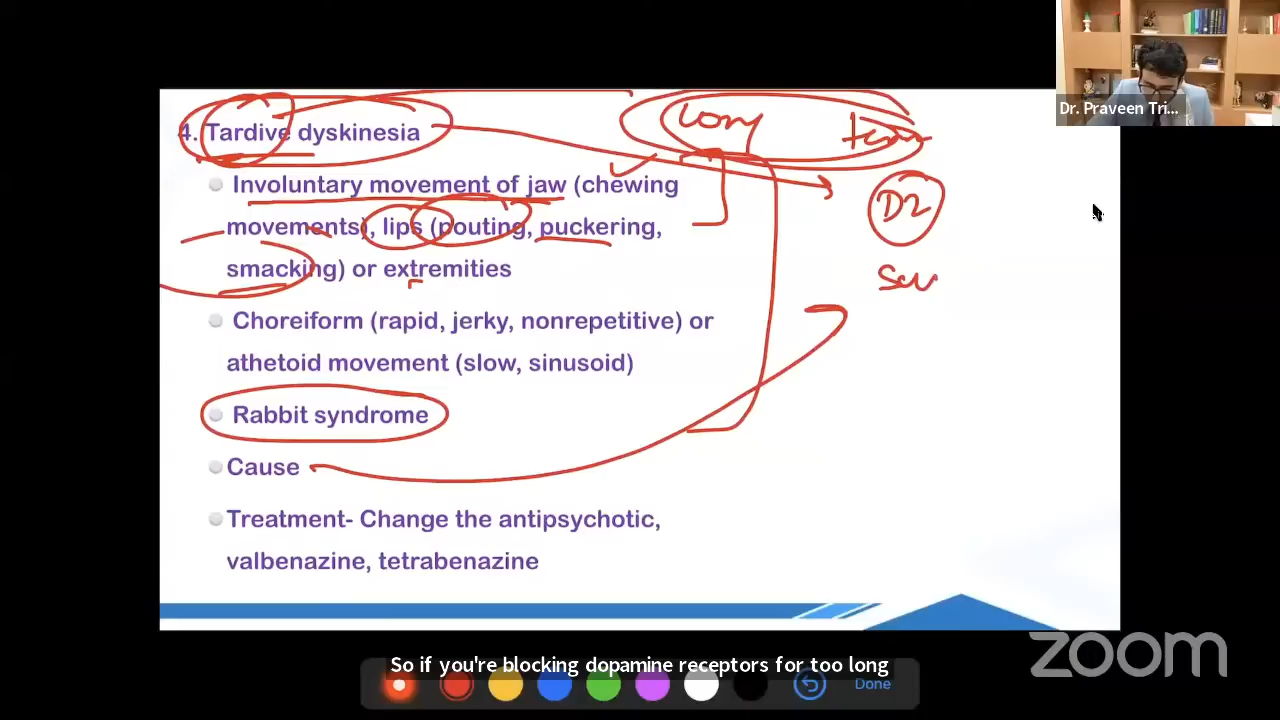 Dr. Praveen Tri...
4. Tardive dyskinesia
Long term
Involuntary movement of jaw (chewing
movements), lips (pouting, puckering,
smacking) or extremities
D2
Choreiform (rapid, jerky, nonrepetitive) or
athetoid movement (slow, sinusoid)
Rabbit syndrome
Cause
Treatment- Change the antipsychotic,
valbenazine, tetrabenazine
zoom
So if you're blocking dopamine receptors for too long
Done